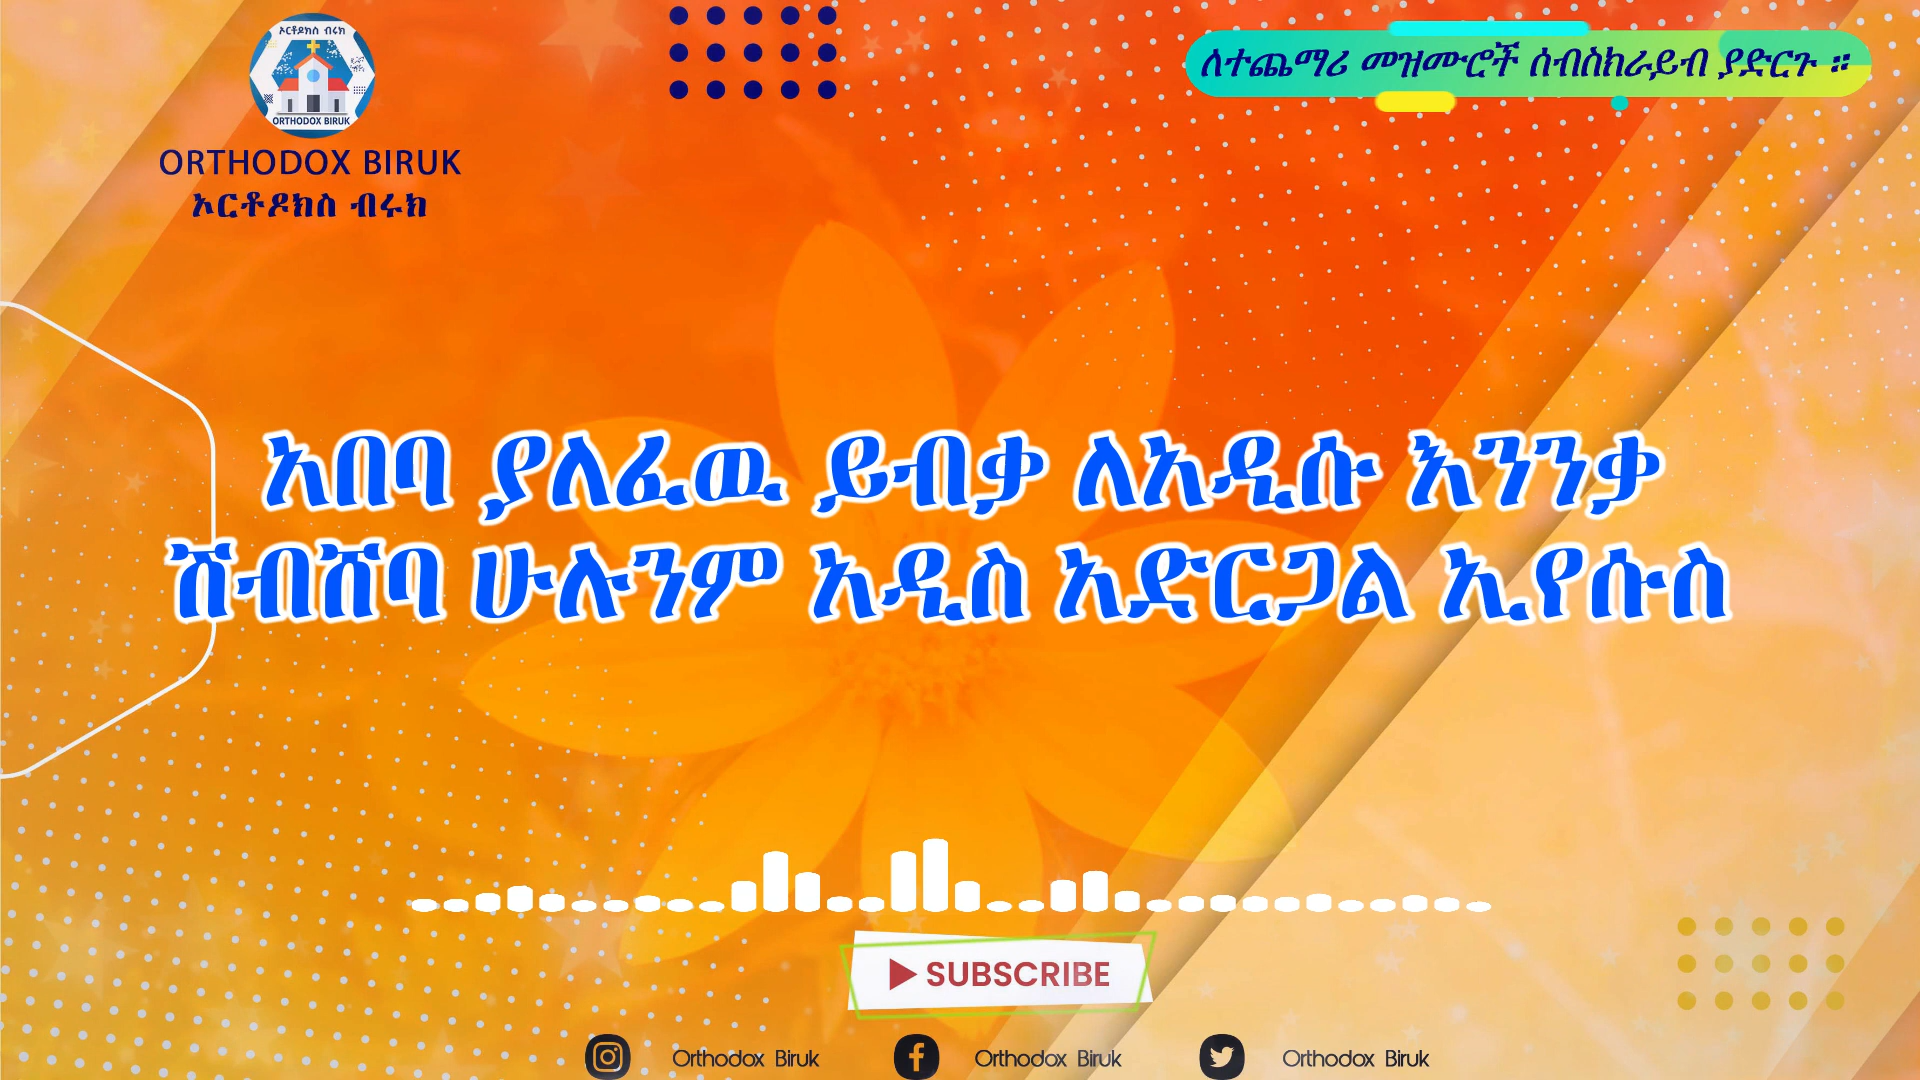 ኦርቶዶክስ ብሩክ
ORTHODOX BIRUK
ORTHODOX BIRUK
ኦርቶዶክስ ብሩክ
ለተጨማሪ መዝሙሮች ሰብስክራይብ ያድርጉ ።
አበባ ያለፈዉ ይብቃ ለአዲሱ እንንቃ
ሸብሸባ ሁሉንም አዲስ አድርጋል ኢየሱስ
SUBSCRIBE
Orthodox Biruk
Orthodox Biruk
Orthodox Biruk